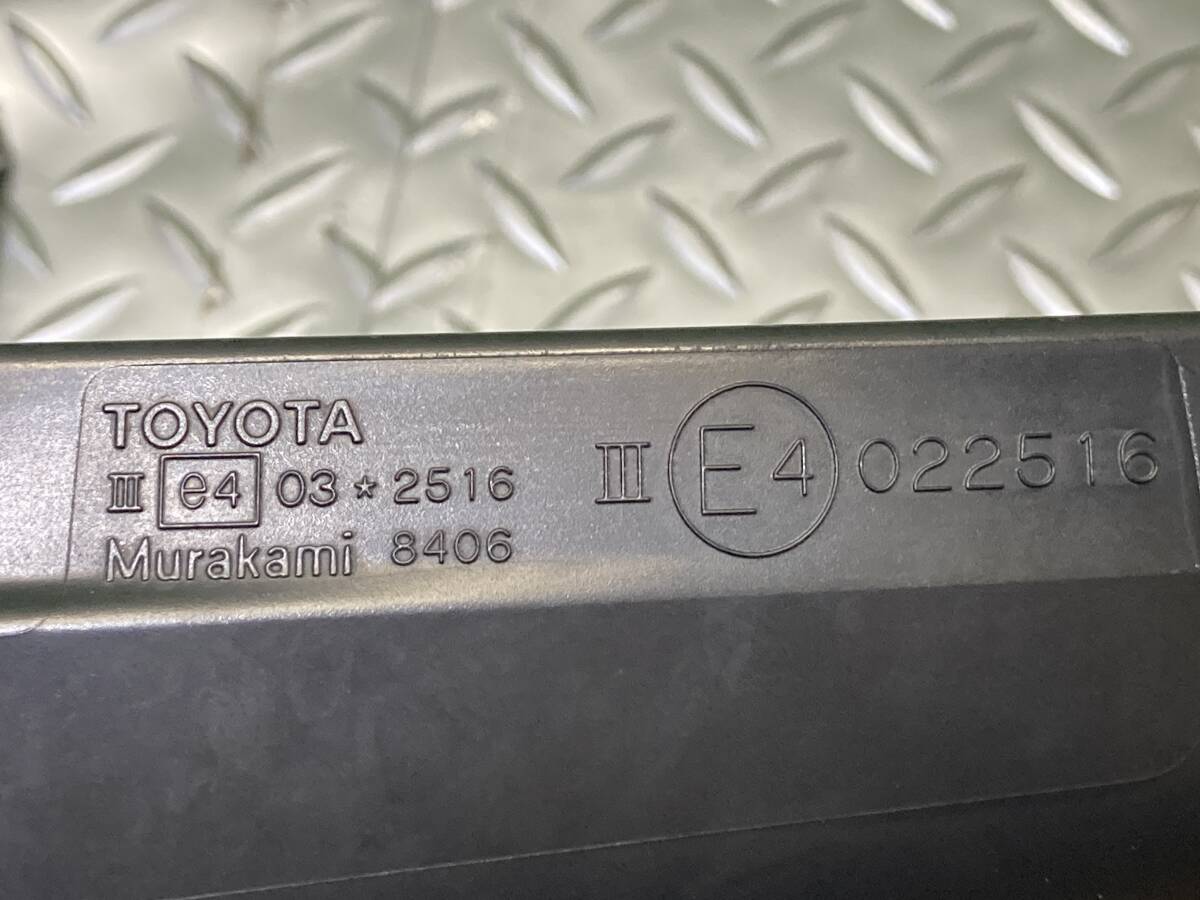 TOYOTA
III e4 03 * 2516
Murakami 8406
III E4 022516